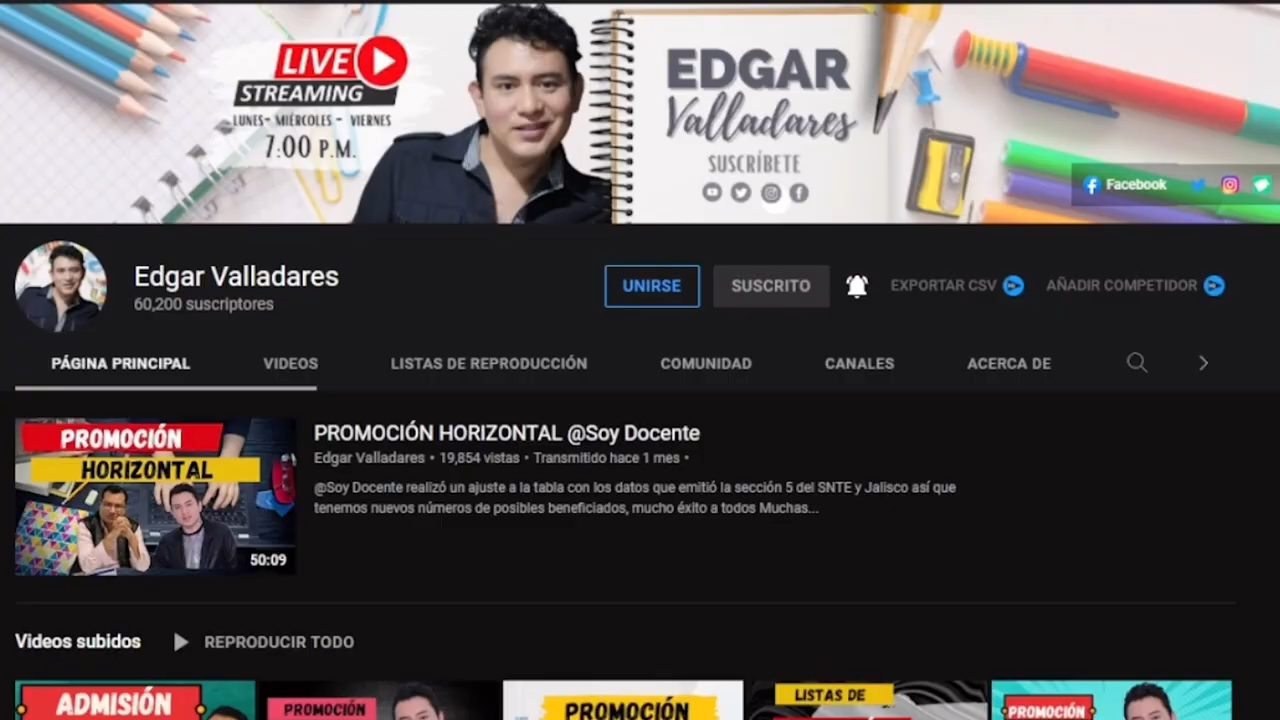 LIVE
STREAMING
LUNES- MIÉRCOLES - VIERNES
7:00 P.M.
EDGAR
Valladares
SUSCRÍBETE
Facebook
Edgar Valladares
60,200 suscriptores
UNIRSE
SUSCRITO
EXPORTAR CSV
AÑADIR COMPETIDOR
PÁGINA PRINCIPAL
VIDEOS
LISTAS DE REPRODUCCIÓN
COMUNIDAD
CANALES
ACERCA DE
PROMOCIÓN
HORIZONTAL
50:09
PROMOCIÓN HORIZONTAL @Soy Docente
Edgar Valladares • 19,854 vistas • Transmitido hace 1 mes •
@Soy Docente realizó un ajuste a la tabla con los datos que emitió la sección 5 del SNTE y Jalisco así que
tenemos nuevos números de posibles beneficiados, mucho éxito a todos Muchas...
Videos subidos
REPRODUCIR TODO
ADMISIÓN
PROMOCIÓN
PROMOCIÓN
LISTAS DE
PROMOCIÓN